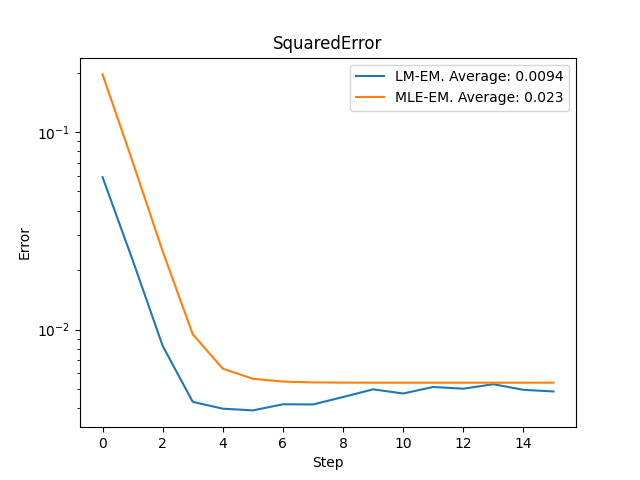 SquaredError
LM-EM. Average: 0.0094
MLE-EM. Average: 0.023
10⁻¹
10⁻²
Error
0 2 4 6 8 10 12 14
Step